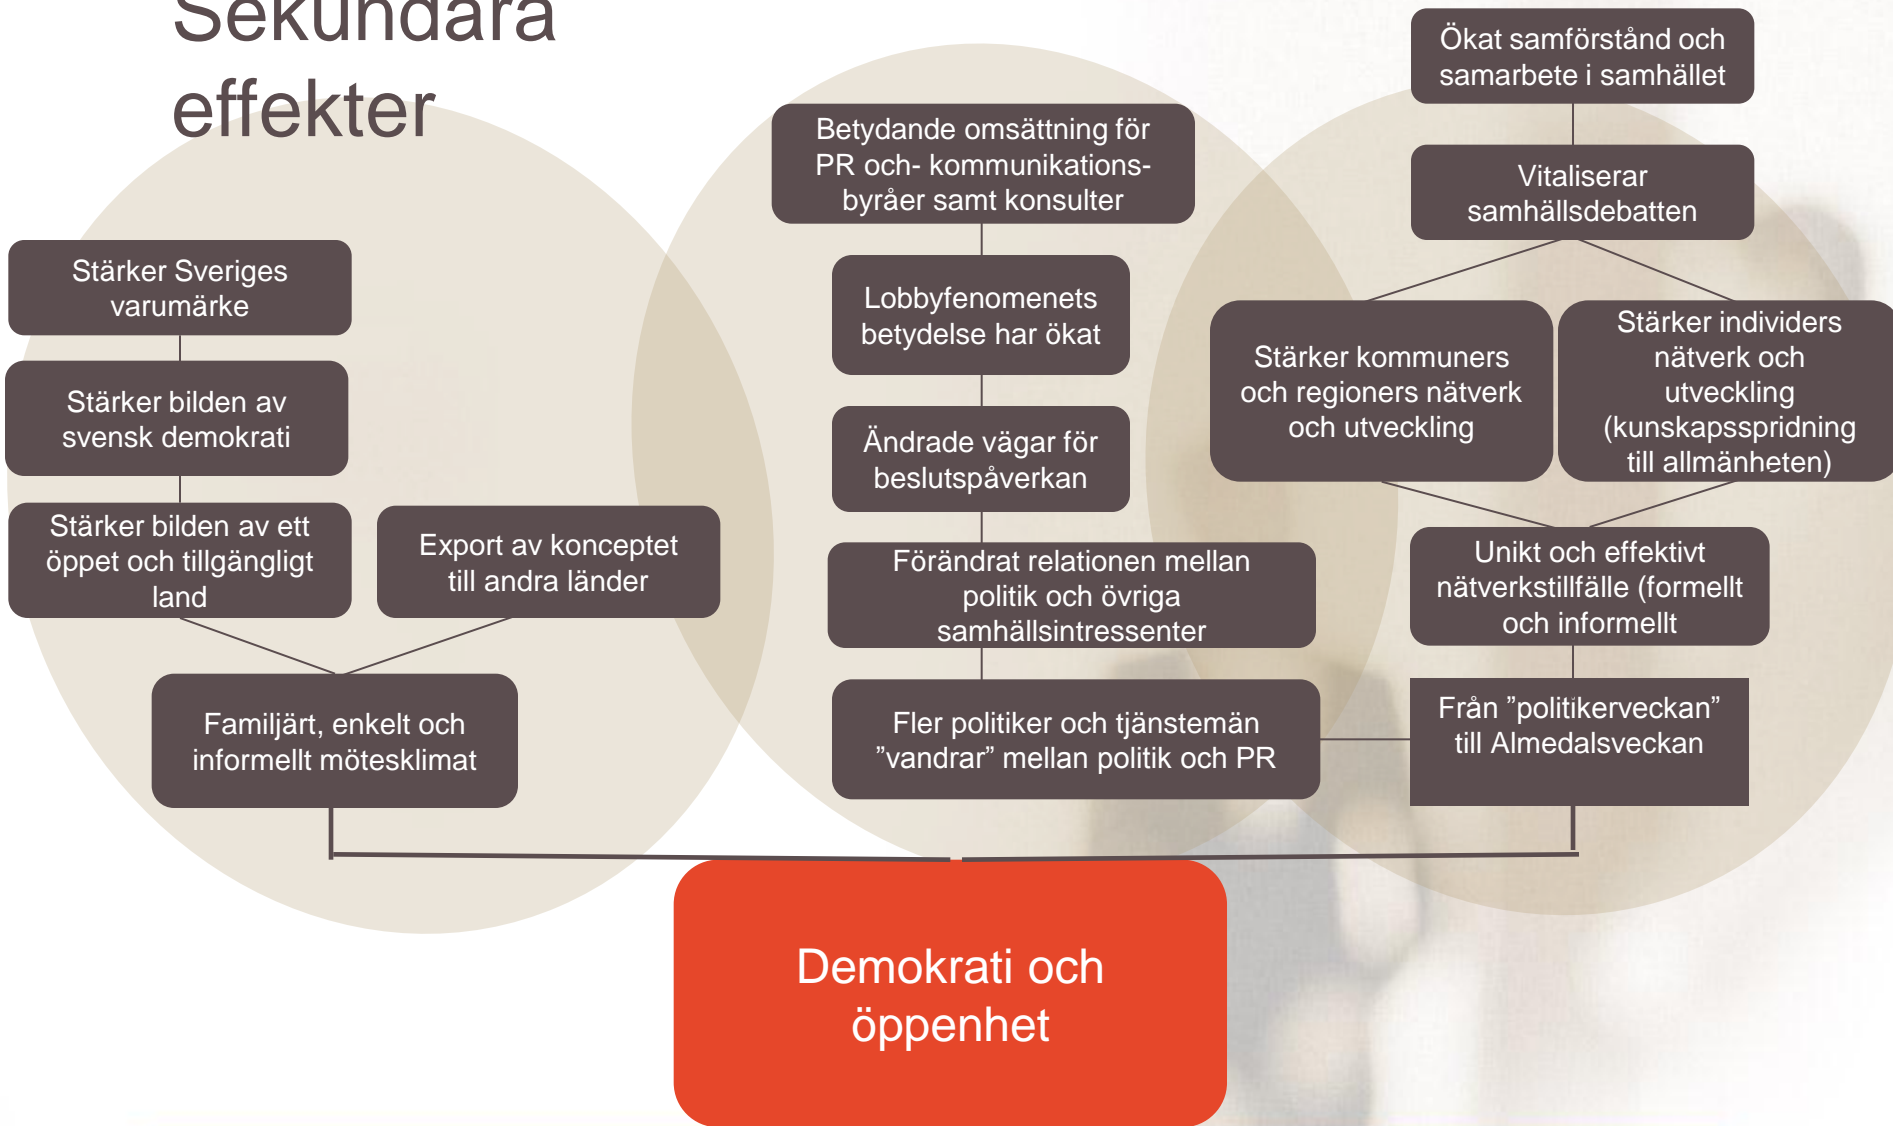 Sekundära
effekter
Stärker Sveriges
varumärke
Stärker bilden av
svensk demokrati
Stärker bilden av ett
öppet och tillgängligt
land
Export av konceptet
till andra länder
Familjärt, enkelt och
informellt mötesklimat
Betydande omsättning för
PR och- kommunikations-
byråer samt konsulter
Lobbyfenomenets
betydelse har ökat
Ändrade vägar för
beslutspåverkan
Förändrat relationen mellan
politik och övriga
samhällsintressenter
Fler politiker och tjänstemän
”vandrar” mellan politik och PR
Ökat samförstånd och
samarbete i samhället
Vitaliserar
samhällsdebatten
Stärker kommuners
och regioners nätverk
och utveckling
Stärker individers
nätverk och
utveckling
(kunskapsspridning
till allmänheten)
Unikt och effektivt
nätverkstillfälle (formellt
och informellt
Från ”politikerveckan”
till Almedalsveckan
Demokrati och
öppenhet